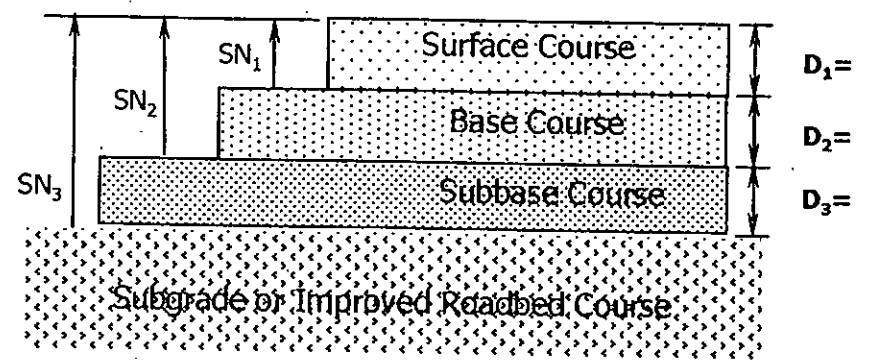 Surface Course
SN₁
D₁=
SN₂
Base Course
D₂=
SN₃
Subbase Course
D₃=
Subgrade or Improved Roadbed Course